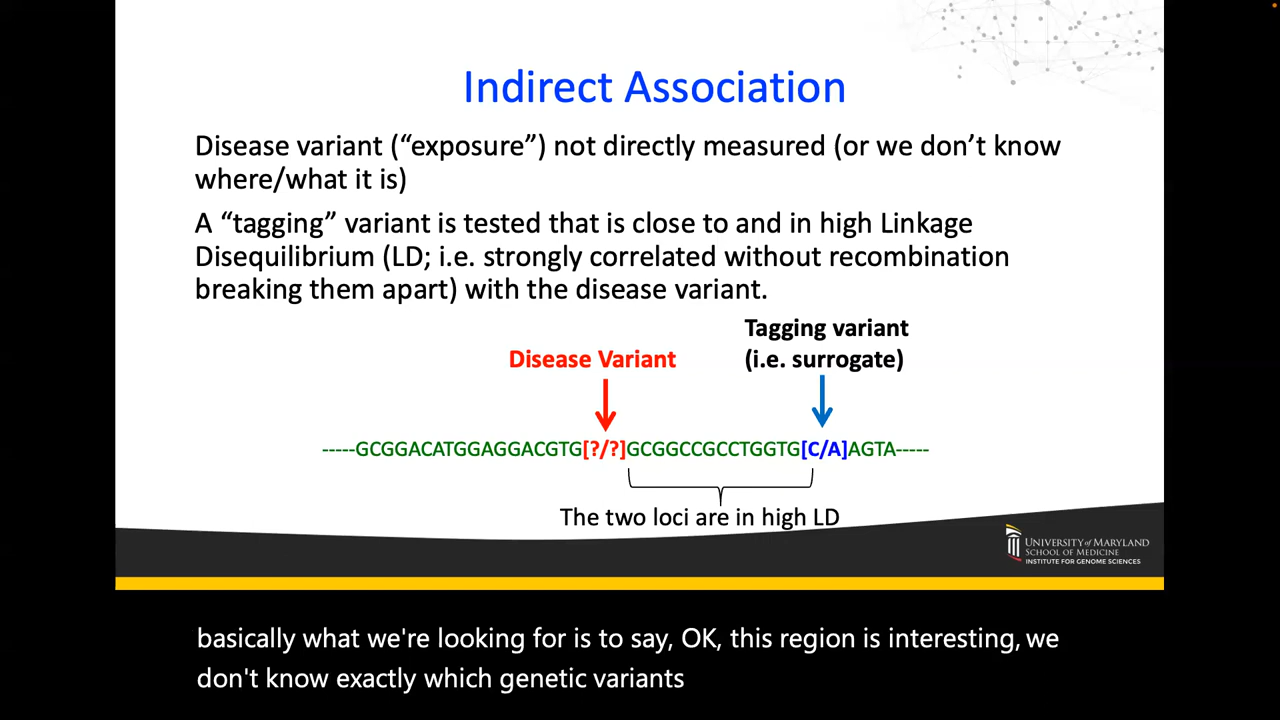 Indirect Association
Disease variant (“exposure”) not directly measured (or we don’t know
where/what it is)
A “tagging” variant is tested that is close to and in high Linkage
Disequilibrium (LD; i.e. strongly correlated without recombination
breaking them apart) with the disease variant.
Tagging variant
(i.e. surrogate)
Disease Variant
-----GCGGACATGGAGGACGTG[?/?]GCGGCCGCCTGGTG[C/A]AGTA-----
The two loci are in high LD
UNIVERSITY of MARYLAND
SCHOOL OF MEDICINE
INSTITUTE FOR GENOME SCIENCES
basically what we're looking for is to say, OK, this region is interesting, we
don't know exactly which genetic variants